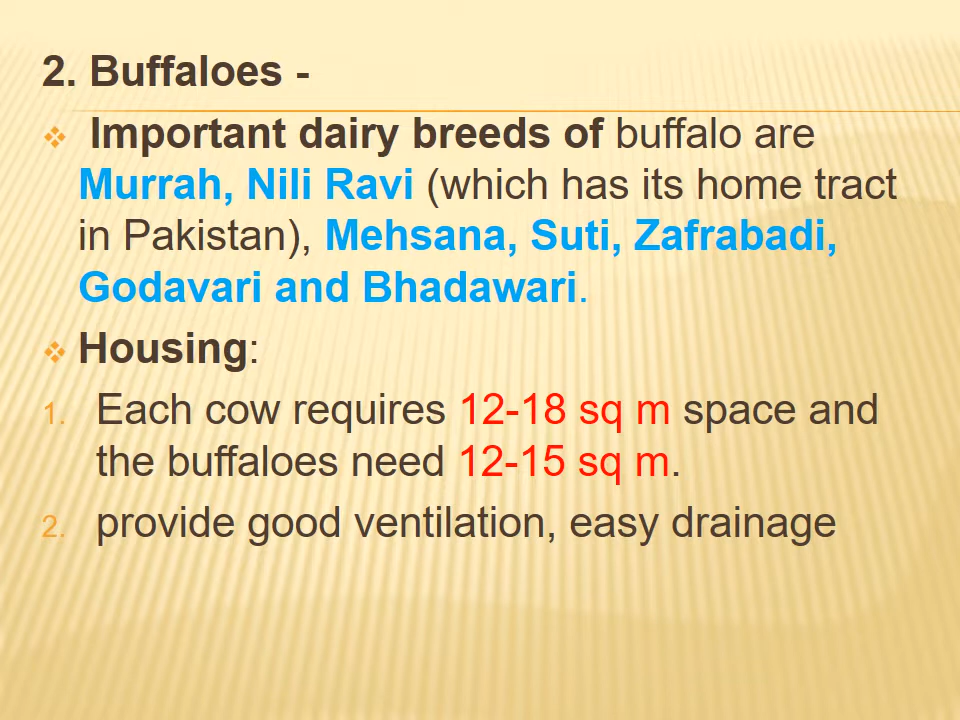 2. Buffaloes -
❖ Important dairy breeds of buffalo are
Murrah, Nili Ravi (which has its home tract
in Pakistan), Mehsana, Suti, Zafrabadi,
Godavari and Bhadawari.
❖ Housing:
1. Each cow requires 12-18 sq m space and
the buffaloes need 12-15 sq m.
2. provide good ventilation, easy drainage